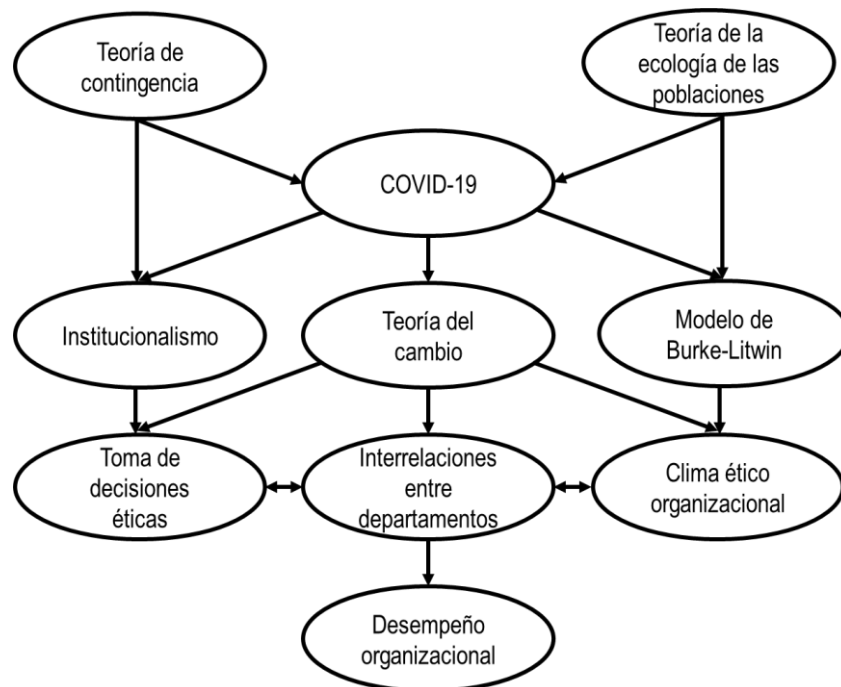 Teoría de
contingencia
Teoría de la
ecología de las
poblaciones
COVID-19
Institucionalismo
Teoría del
cambio
Modelo de
Burke-Litwin
Toma de
decisiones
éticas
Interrelaciones
entre
departamentos
Clima ético
organizacional
Desempeño
organizacional